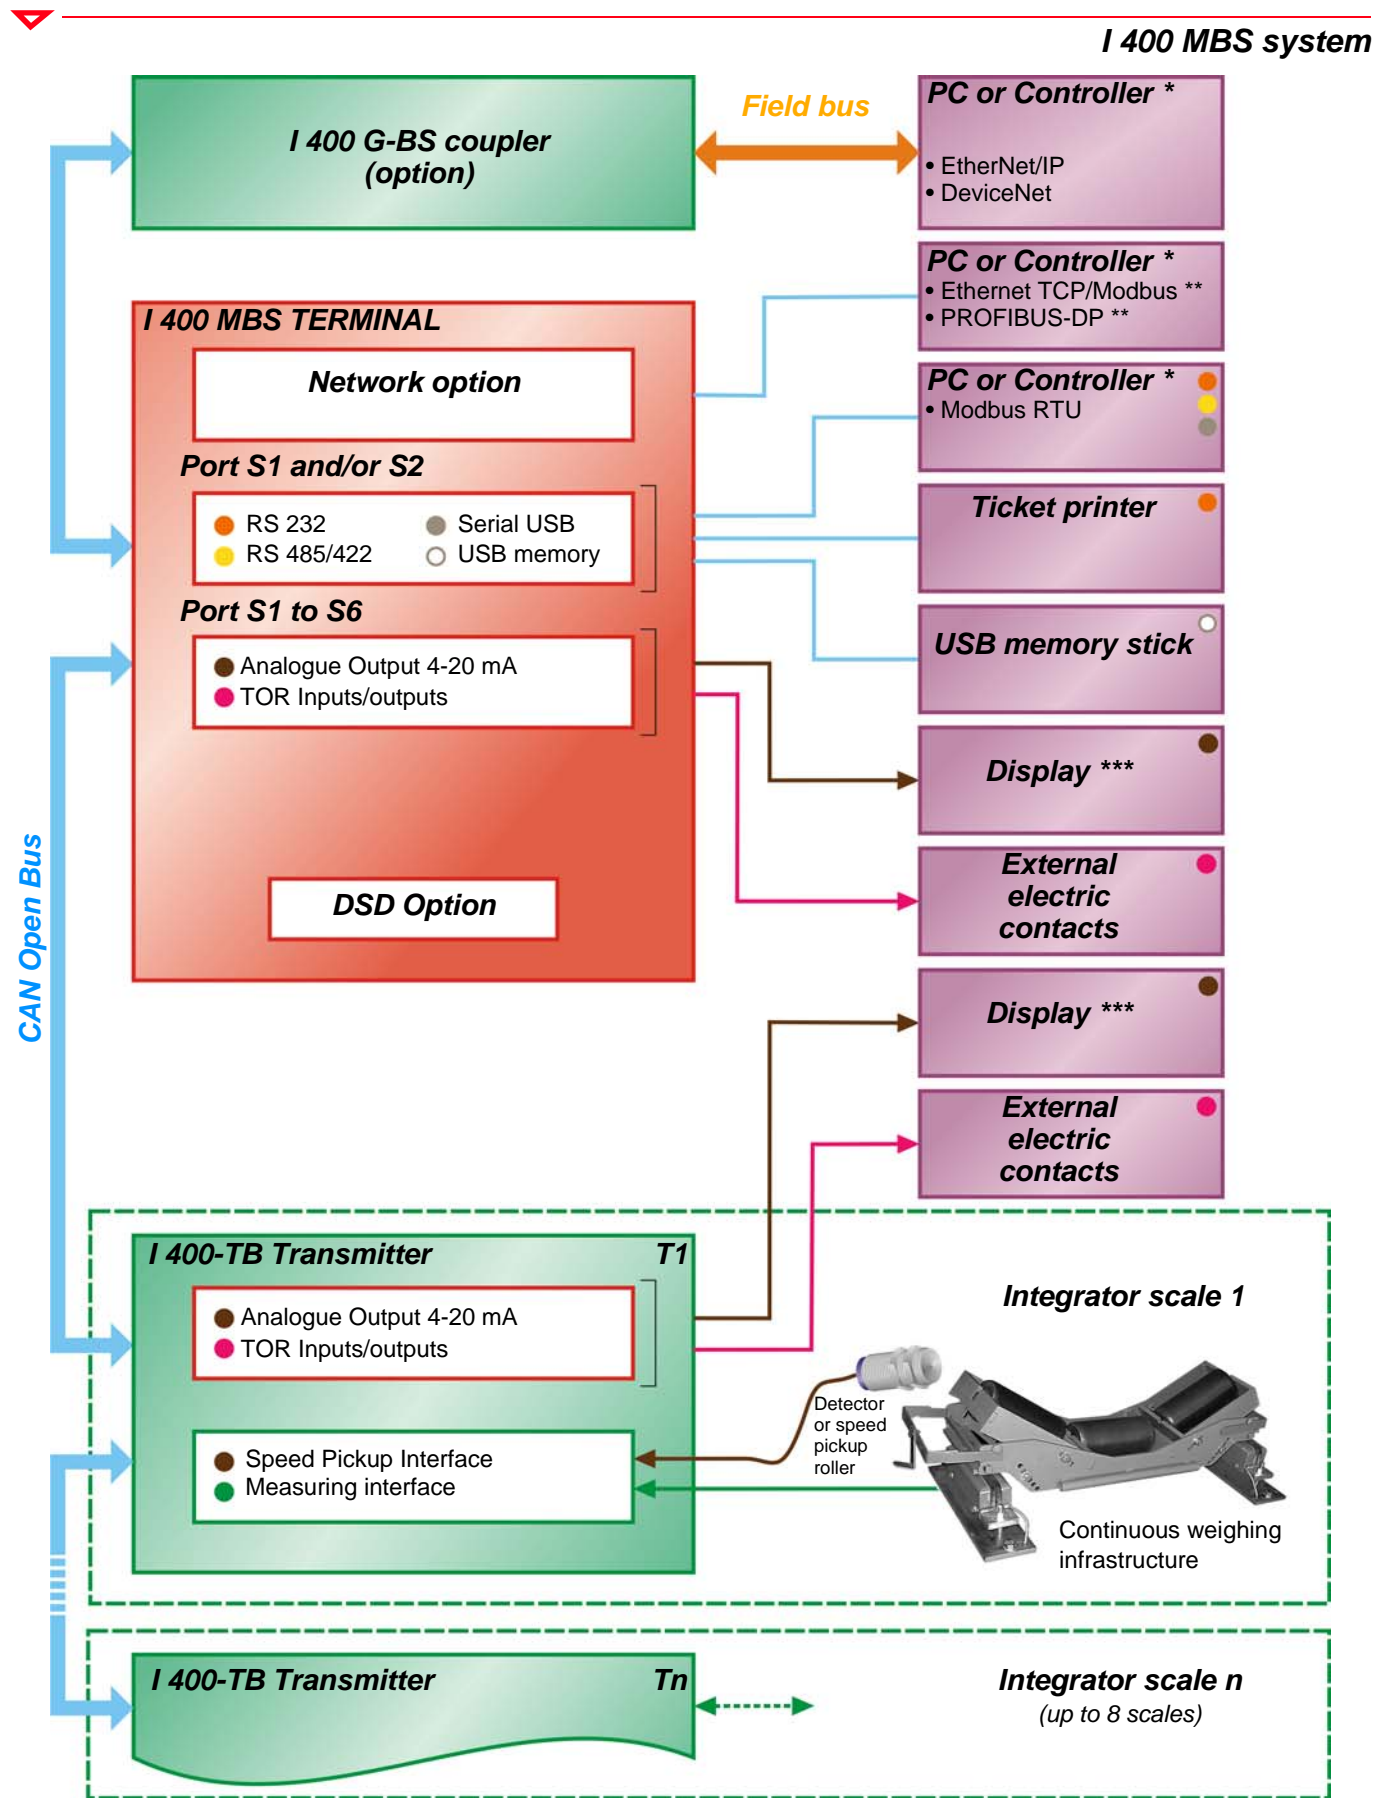 I 400 MBS system
I 400 G-BS coupler
(option)
Field bus
PC or Controller *
• EtherNet/IP
• DeviceNet
PC or Controller *
• Ethernet TCP/Modbus **
• PROFIBUS-DP **
I 400 MBS TERMINAL
Network option
PC or Controller *
• Modbus RTU
Port S1 and/or S2
RS 232
Serial USB
RS 485/422
USB memory
Ticket printer
Port S1 to S6
Analogue Output 4-20 mA
TOR Inputs/outputs
USB memory stick
Display ***
DSD Option
External
electric
contacts
CAN Open Bus
Display ***
External
electric
contacts
I 400-TB Transmitter
T1
Analogue Output 4-20 mA
TOR Inputs/outputs
Integrator scale 1
Detector
or speed
pickup
roller
Speed Pickup Interface
Measuring interface
Continuous weighing
infrastructure
I 400-TB Transmitter
Tn
Integrator scale n
(up to 8 scales)